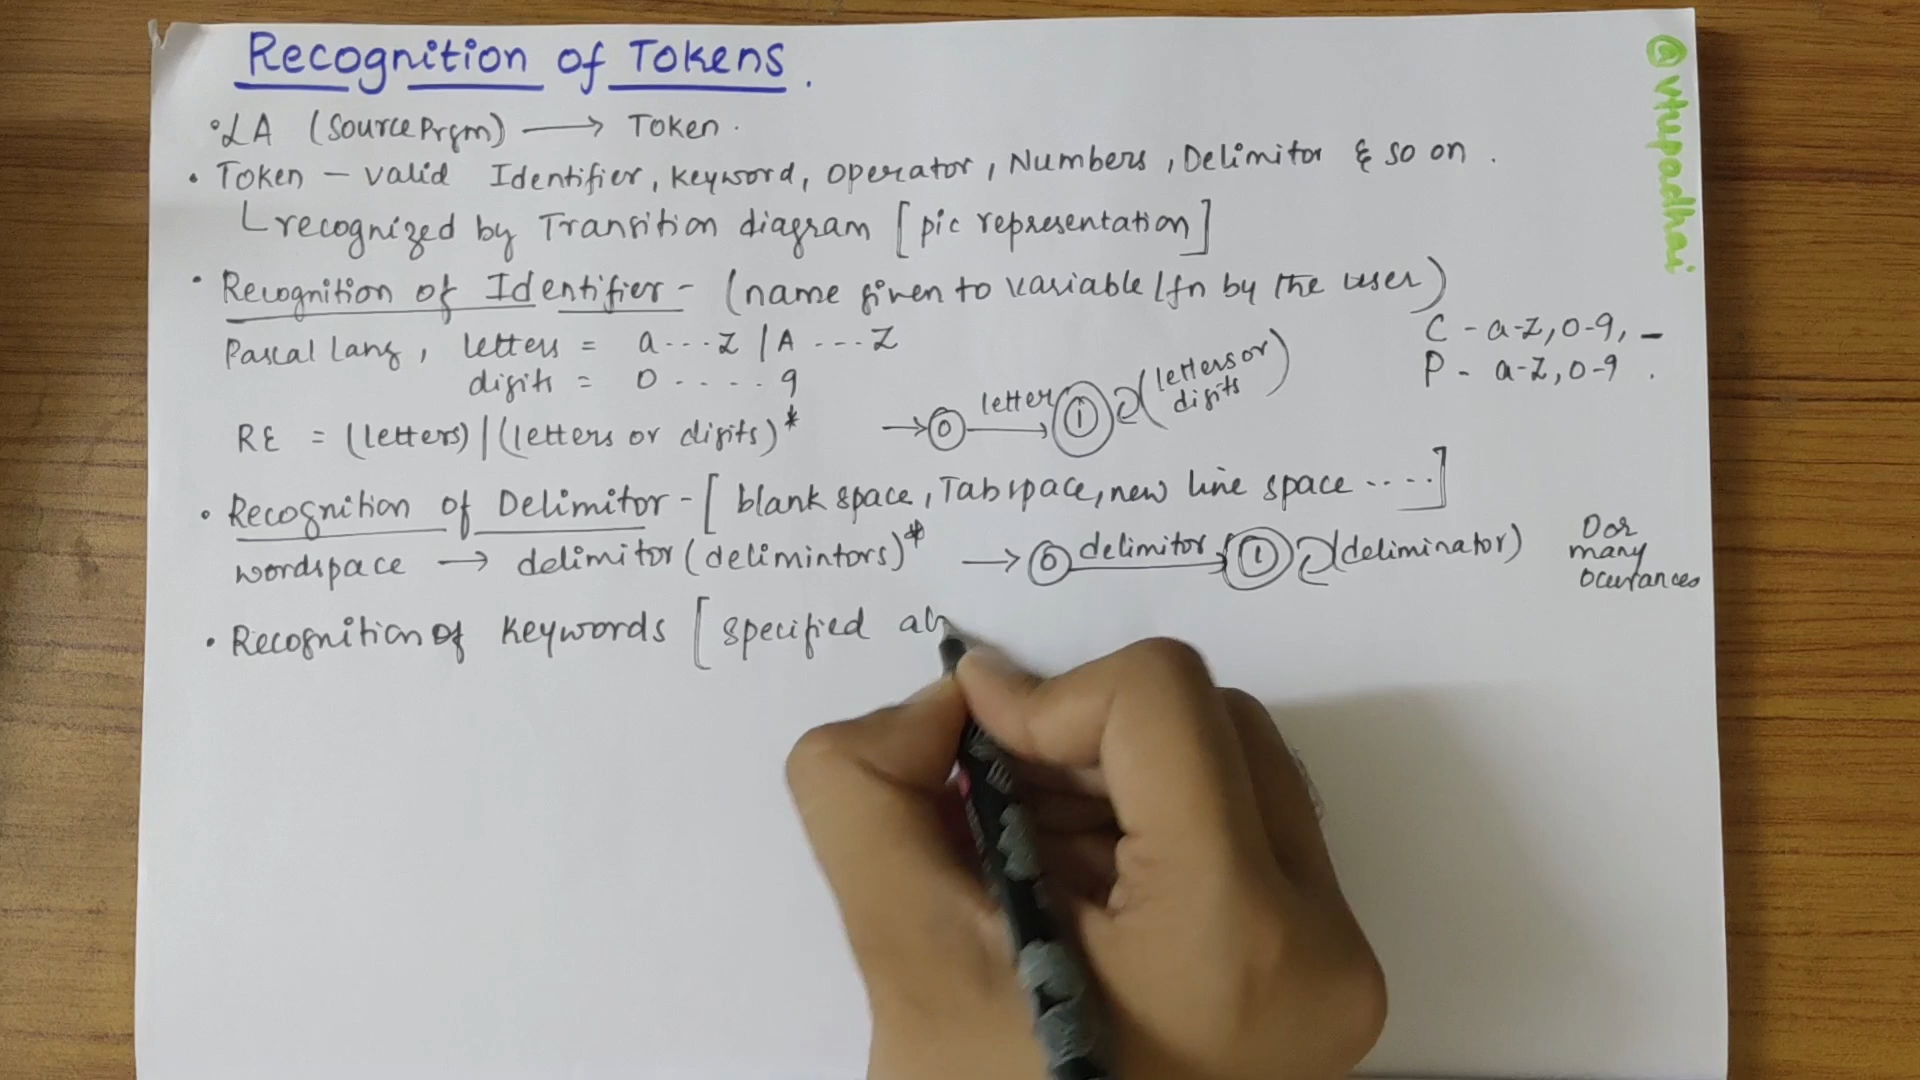 Recognition of Tokens.
LA (Source Prgm) → Token.
• Token – valid Identifier, Keyword, Operator, Numbers, Delimitor & so on.
recognized by Transition diagram [pic representation]
• Recognition of Identifier - (name given to variable/fn by the user)
Pascal lang, letters = a...z | A...Z
digits = 0.....9
C - a-z, 0-9, _
P - a-z, 0-9.
RE = (letters)|(letters or digits)*
→ 0 letter → 1 (letters or digits)
• Recognition of Delimitor - [blank space, Tab space, new line space ....]
wordspace → delimitor (delimintors)*
→ 0 delimitor 1 (deliminator)
0 or
many
ocurances
• Recognition of Keywords [specified
@vtupadhai